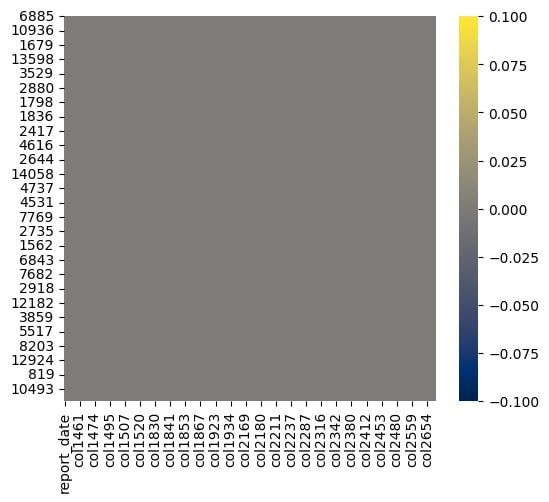 6885
10936
1679
13598
3529
2880
1798
1836
2417
4616
2644
14058
4737
4531
7769
2735
1562
6843
7682
2918
12182
3859
5517
8203
12924
819
10493
report_date
col1461
col1474
col1495
col1507
col1520
col1830
col1841
col1853
col1867
col1923
col1934
col2169
col2180
col2211
col2237
col2287
col2316
col2342
col2380
col2412
col2453
col2480
col2559
col2654
0.100
0.075
0.050
0.025
0.000
−0.025
−0.050
−0.075
−0.100